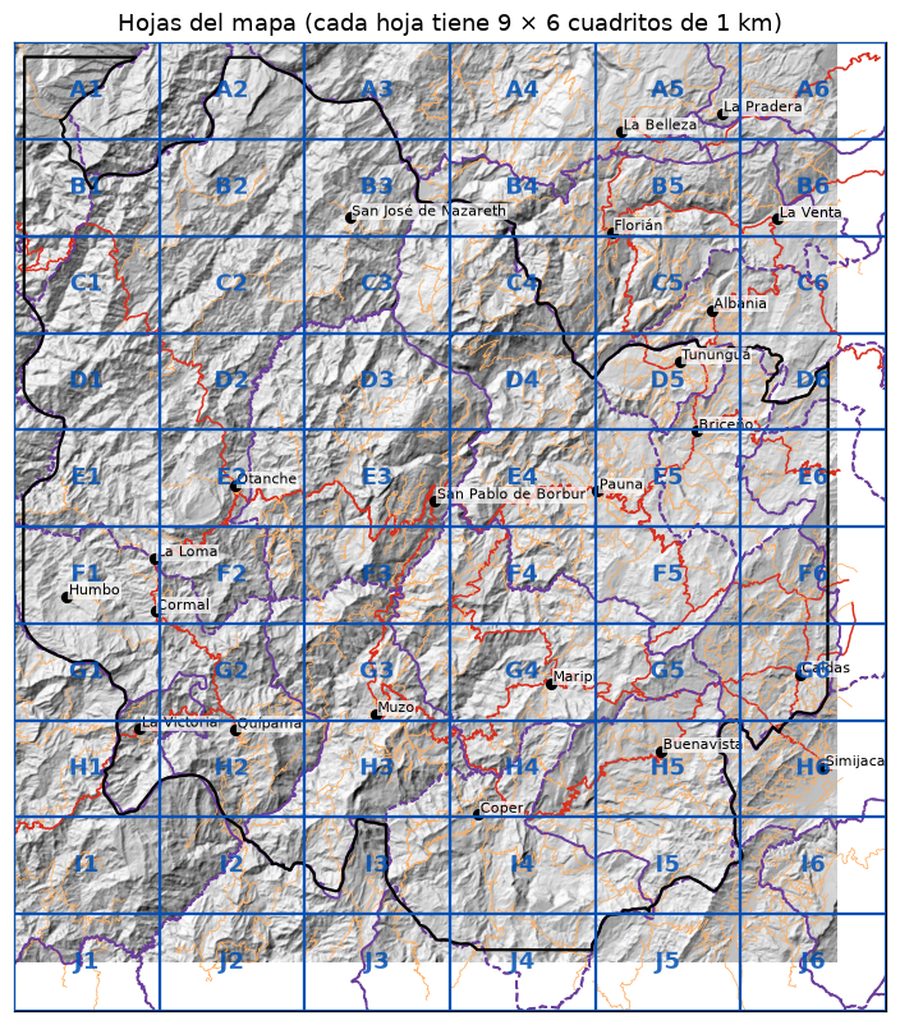 Hojas del mapa (cada hoja tiene 9 × 6 cuadritos de 1 km)
A1 A2 A3 A4 A5 A6
La Pradera
La Belleza
B1 B2 B3 B4 B5 B6
San José de Nazareth
La Venta
Florián
C1 C2 C3 C4 C5 C6
Albania
Tununguá
D1 D2 D3 D4 D5 D6
Briceño
E1 E2 E3 E4 E5 E6
Otanche
Pauna
San Pablo de Borbur
La Loma
F1 F2 F3 F4 F5 F6
Humbo
Cormal
G1 G2 G3 G4 G5 G6
Caldas
Marip
Muzo
La Victoria
Quípama
Buenavista
H1 H2 H3 H4 H5 H6
Simijaca
Coper
I1 I2 I3 I4 I5 I6
J1 J2 J3 J4 J5 J6